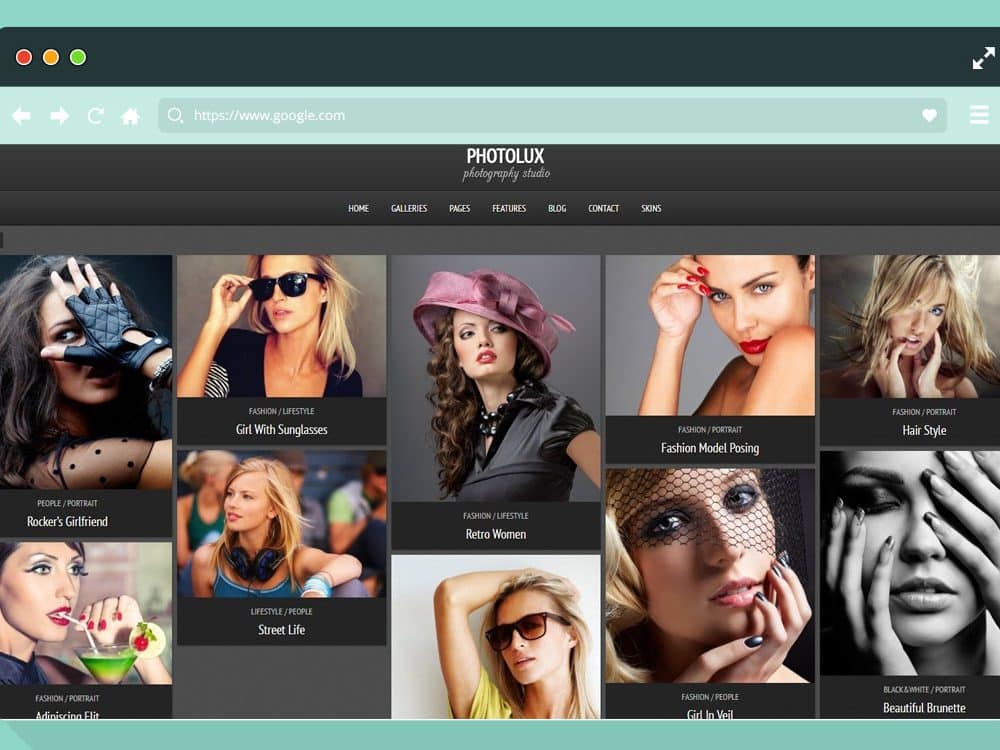 https://www.google.com
PHOTOLUX
photography studio
HOME GALLERIES PAGES FEATURES BLOG CONTACT SKINS
PEOPLE / PORTRAIT
Rocker's Girlfriend
FASHION / PORTRAIT
Adipiscing Elit
FASHION / LIFESTYLE
Girl With Sunglasses
LIFESTYLE / PEOPLE
Street Life
FASHION / LIFESTYLE
Retro Women
FASHION / PORTRAIT
Fashion Model Posing
FASHION / PEOPLE
Girl In Veil
FASHION / PORTRAIT
Hair Style
BLACK&WHITE / PORTRAIT
Beautiful Brunette